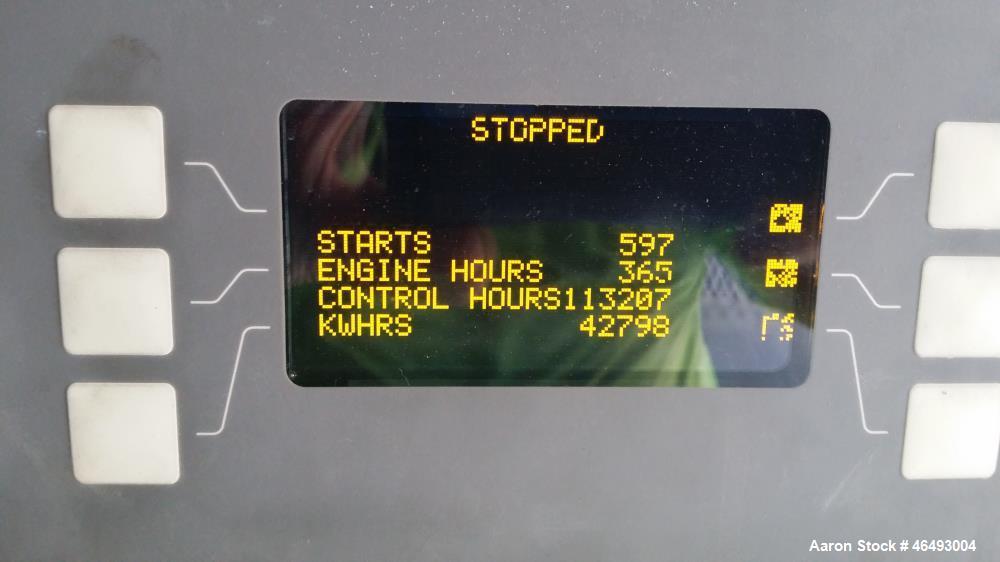 STOPPED
STARTS 597
ENGINE HOURS 365
CONTROL HOURS113207
KWHRS 42798
Aaron Stock # 46493004